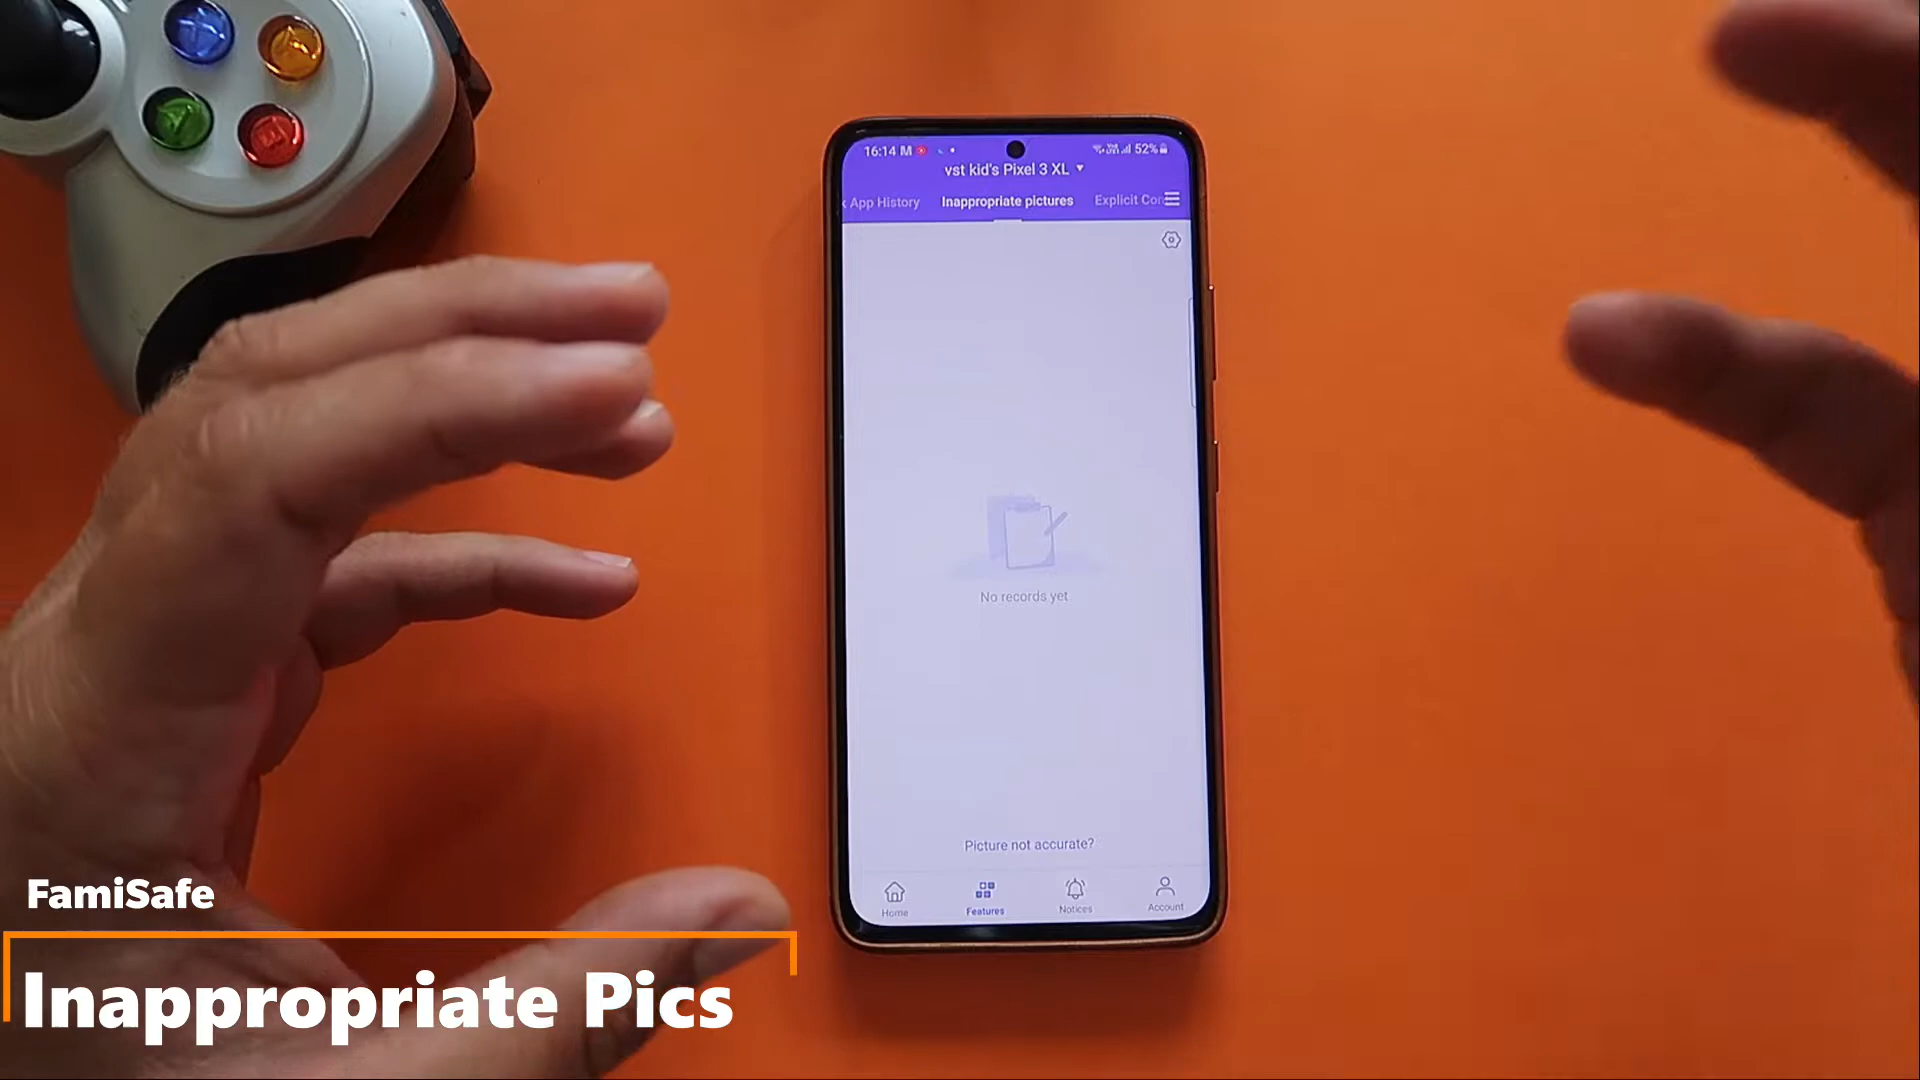 16:14 M 52%
vst kid's Pixel 3 XL
App History Inappropriate pictures Explicit Con
No records yet
Picture not accurate?
Home Features Notices Account
FamiSafe
Inappropriate Pics